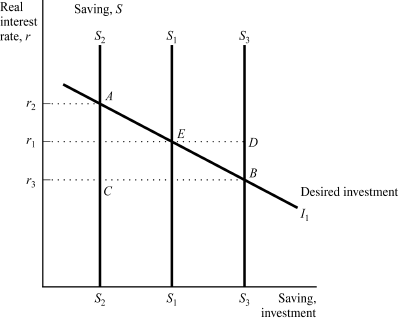 Real
interest
rate, r
Saving, S
S2 S1 S3
r2
A
r1
E
D
r3
B
C
Desired investment
I1
S2 S1 S3
Saving,
investment